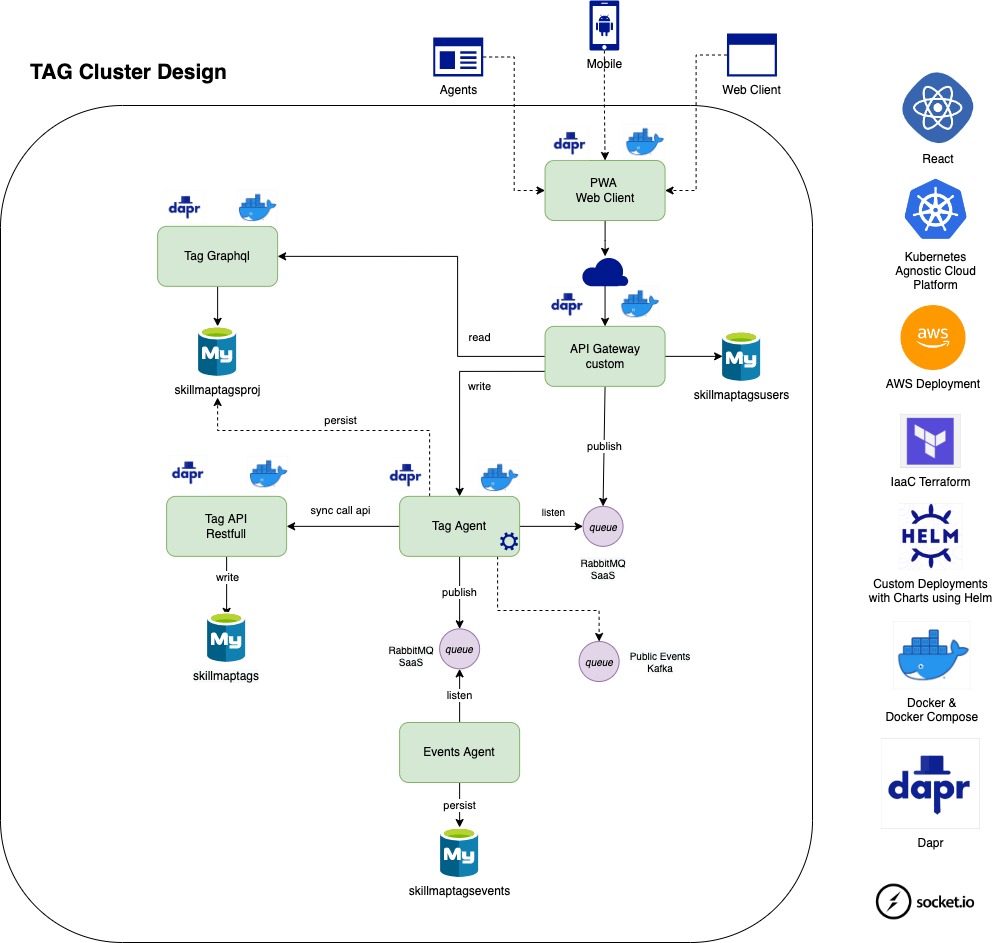 TAG Cluster Design
Agents
Mobile
Web Client
dapr
PWA
Web Client
dapr
Tag Graphql
My
skillmaptagsproj
read
write
dapr
API Gateway
custom
My
skillmaptagsusers
publish
persist
dapr
Tag API
Restfull
sync call api
dapr
Tag Agent
listen
queue
RabbitMQ
SaaS
write
My
skillmaptags
publish
RabbitMQ
SaaS
queue
queue
Public Events
Kafka
listen
Events Agent
persist
My
skillmaptagsevents
React
Kubernetes
Agnostic Cloud
Platform
aws
AWS Deployment
IaaC Terraform
HELM
Custom Deployments
with Charts using Helm
Docker &
Docker Compose
dapr
Dapr
socket.io